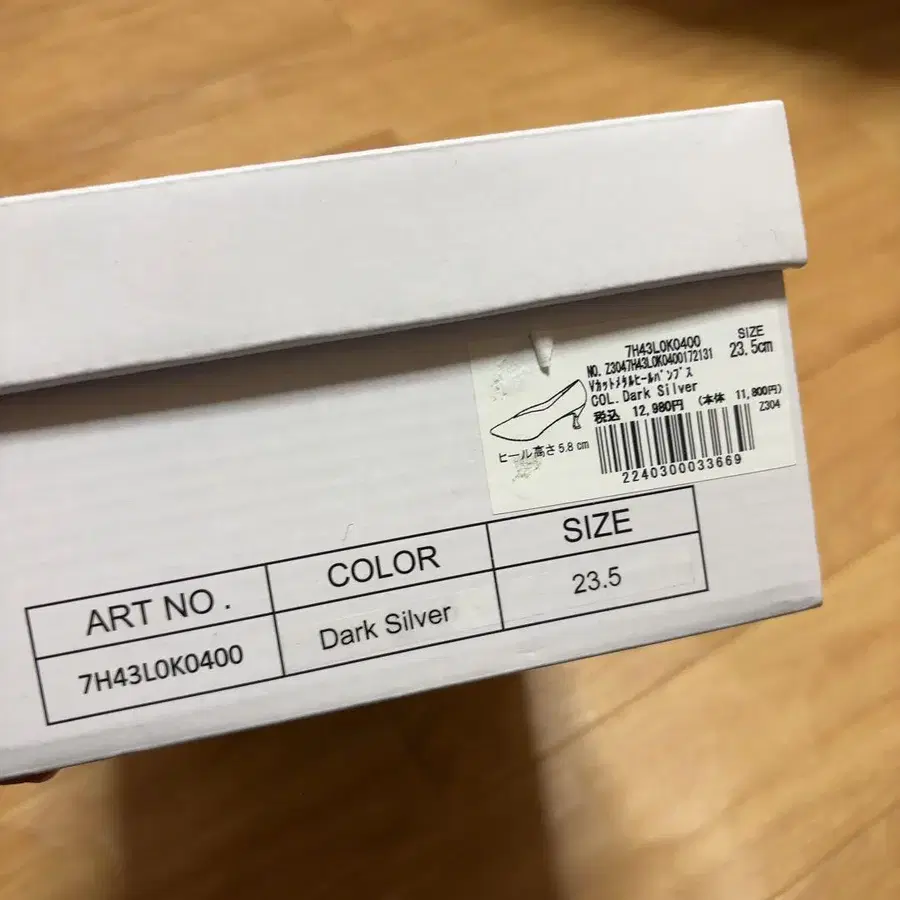 7H43L0K0400
NO. Z3047H43L0K0400172131
Vカットメタルヒールパンプス
COL. Dark Silver
税込 12,980円 (本体 11,800円)
Z304
SIZE
23.5cm
ヒール高さ5.8cm
2240300033669
ART NO. COLOR SIZE
7H43L0K0400 Dark Silver 23.5